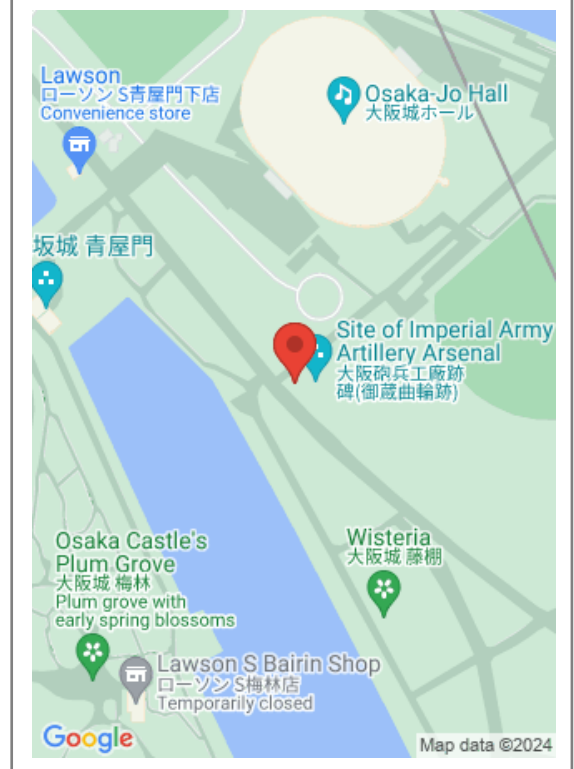 Lawson
ローソン S青屋門下店
Convenience store
Osaka-Jo Hall
大阪城ホール
坂城 青屋門
Site of Imperial Army
Artillery Arsenal
大阪砲兵工廠跡
碑(御蔵曲輪跡)
Wisteria
大阪城 藤棚
Osaka Castle's
Plum Grove
大阪城 梅林
Plum grove with
early spring blossoms
Lawson S Bairin Shop
ローソン S梅林店
Temporarily closed
Google
Map data ©2024